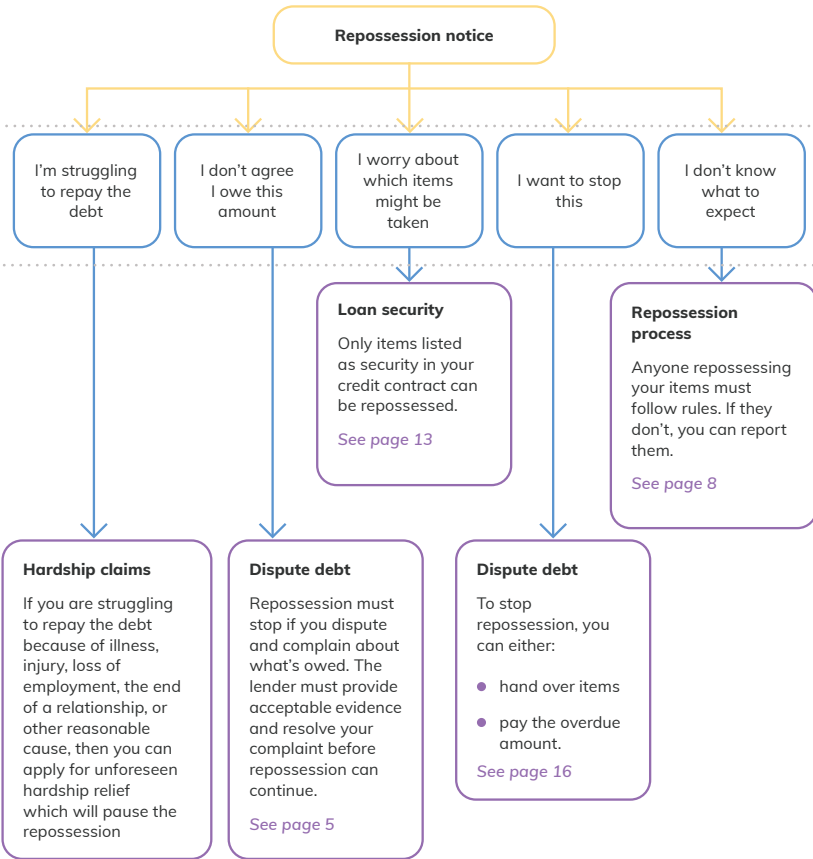 Repossession notice
I'm struggling
to repay the
debt
I don't agree
I owe this
amount
I worry about
which items
might be
taken
I want to stop
this
I don't know
what to
expect
Loan security
Only items listed
as security in your
credit contract can
be repossessed.
See page 13
Repossession
process
Anyone repossessing
your items must
follow rules. If they
don't, you can report
them.
See page 8
Hardship claims
If you are struggling
to repay the debt
because of illness,
injury, loss of
employment, the end
of a relationship, or
other reasonable
cause, then you can
apply for unforeseen
hardship relief
which will pause the
repossession
Dispute debt
Repossession must
stop if you dispute
and complain about
what's owed. The
lender must provide
acceptable evidence
and resolve your
complaint before
repossession can
continue.
See page 5
Dispute debt
To stop
repossession, you
can either:
• hand over items
• pay the overdue
amount.
See page 16